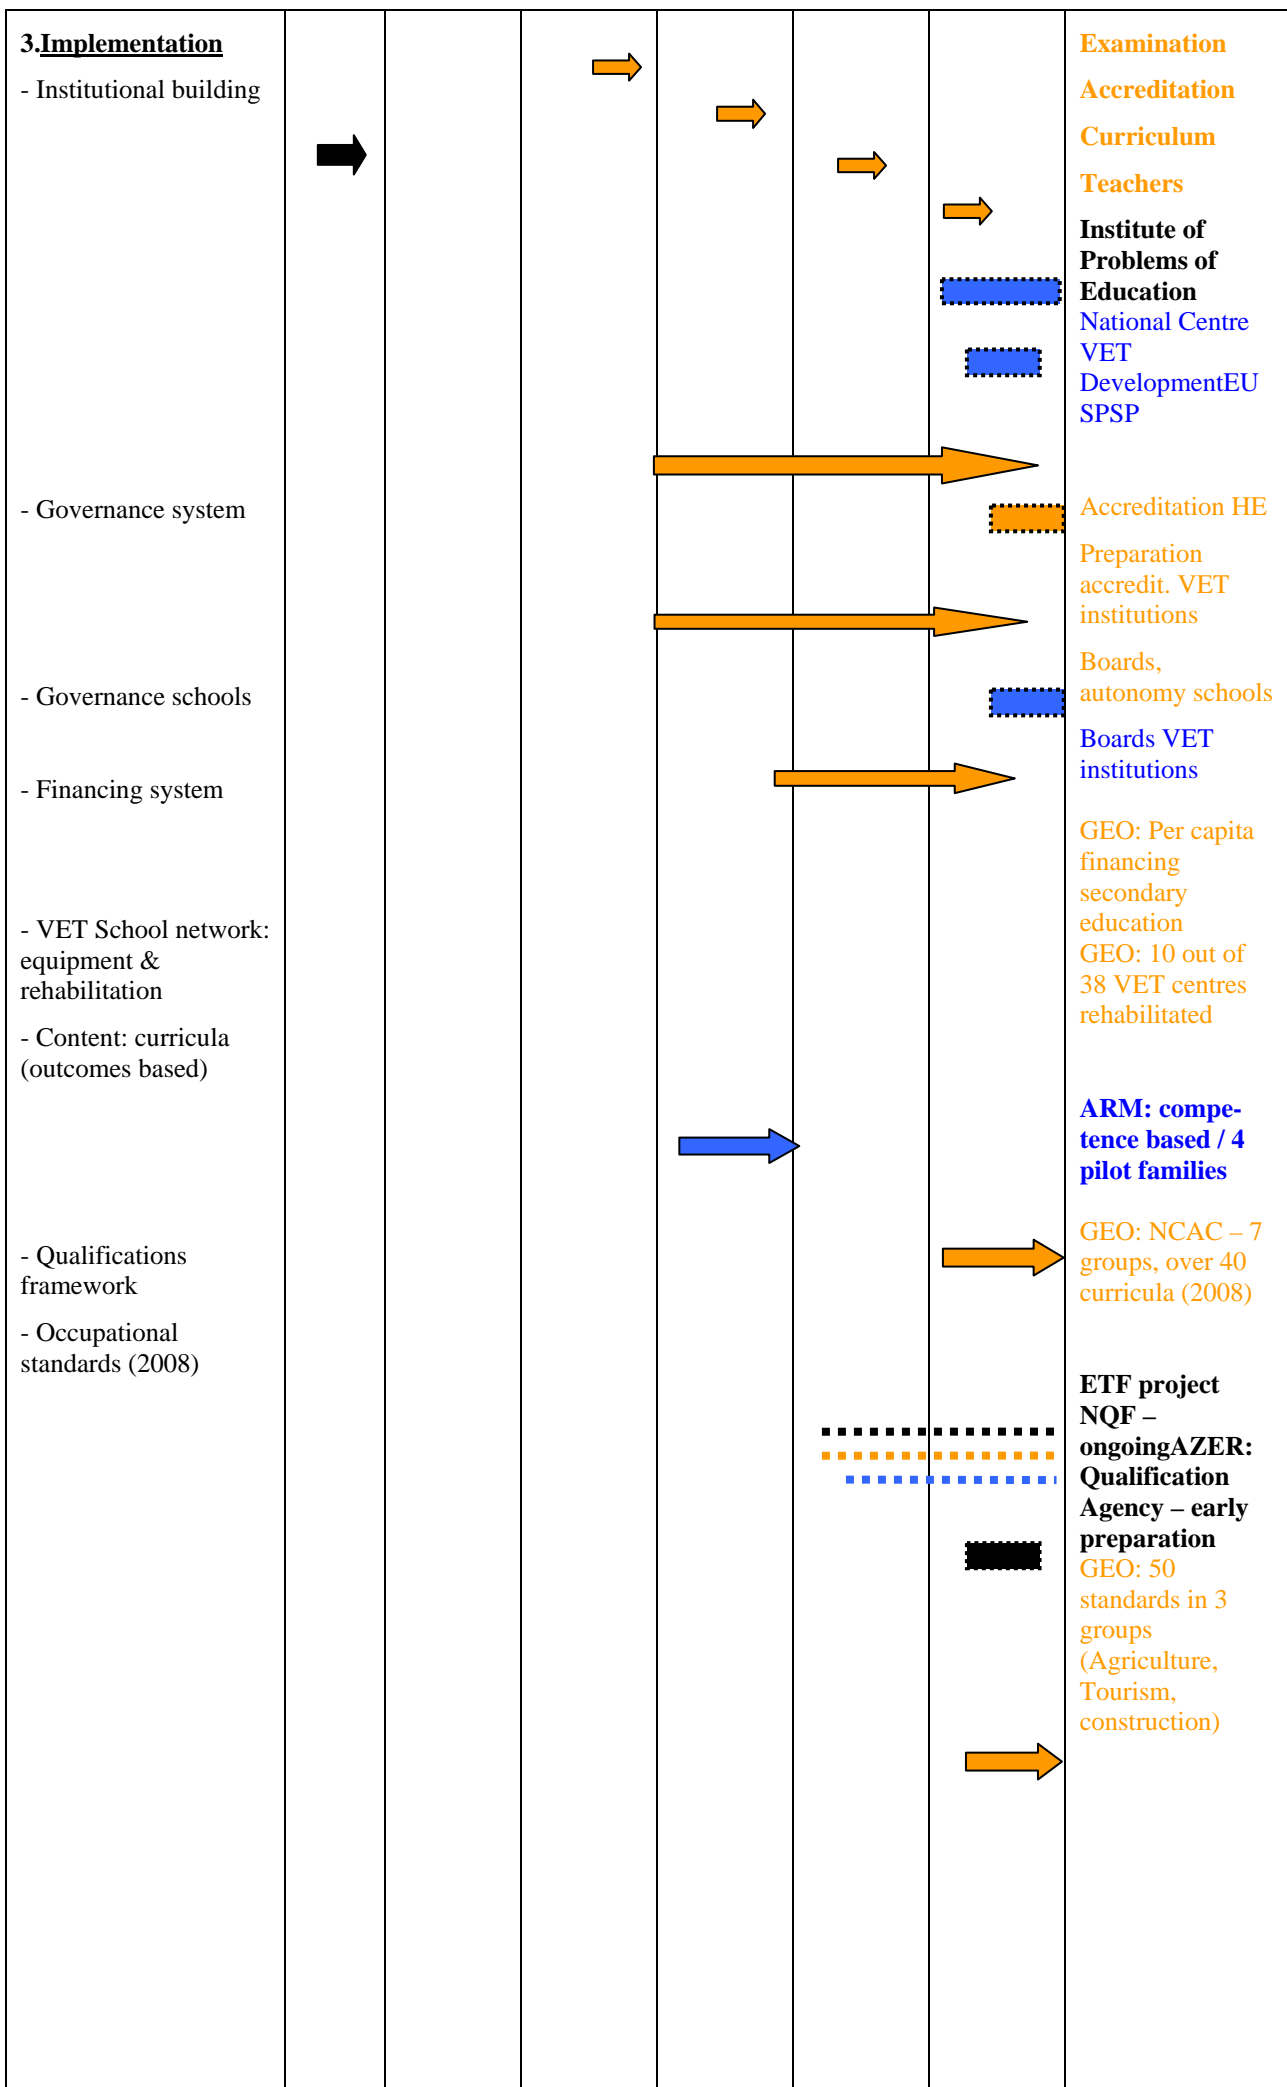 3.Implementation
- Institutional building
- Governance system
- Governance schools
- Financing system
- VET School network:
equipment &
rehabilitation
- Content: curricula
(outcomes based)
- Qualifications
framework
- Occupational
standards (2008)
Examination
Accreditation
Curriculum
Teachers
Institute of
Problems of
Education
National Centre
VET
DevelopmentEU
SPSP
Accreditation HE
Preparation
accredit. VET
institutions
Boards,
autonomy schools
Boards VET
institutions
GEO: Per capita
financing
secondary
education
GEO: 10 out of
38 VET centres
rehabilitated
ARM: compe-
tence based / 4
pilot families
GEO: NCAC – 7
groups, over 40
curricula (2008)
ETF project
NQF –
ongoingAZER:
Qualification
Agency – early
preparation
GEO: 50
standards in 3
groups
(Agriculture,
Tourism,
construction)